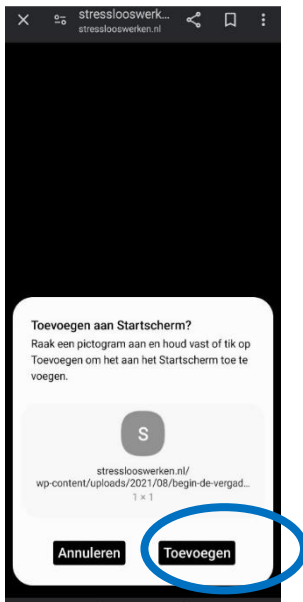 stresslooswerk...
stresslooswerken.nl
Toevoegen aan Startscherm?
Raak een pictogram aan en houd vast of tik op
Toevoegen om het aan het Startscherm toe te
voegen.
S
stresslooswerken.nl/
wp-content/uploads/2021/08/begin-de-vergad...
1 × 1
Annuleren Toevoegen